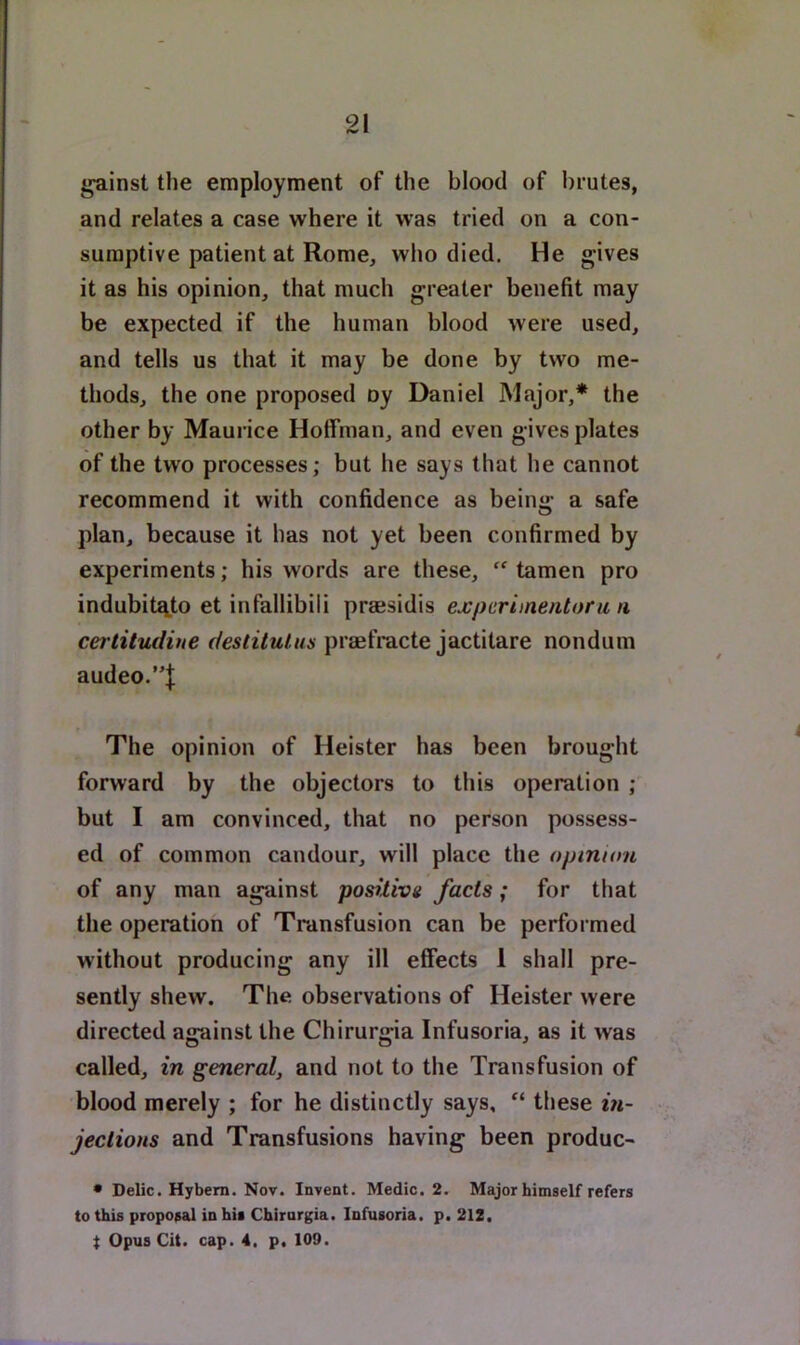 21
gainst the employment of the blood of brutes,
and relates a case where it was tried on a con-
sumptive patient at Rome, who died. He gives
it as his opinion, that much greater benefit may
be expected if the human blood were used,
and tells us that it may be done by two me-
thods, the one proposed by Daniel Major,* the
other by Maurice Hoffman, and even gives plates
of the two processes; but he says that he cannot
recommend it with confidence as being a safe
plan, because it has not yet been confirmed by
experiments; his words are these, “ tamen pro
indubitato et infallibili præsidis experimentoru n
certitudine destitutus præfracte jactitare nondum
audeo.”‡
The opinion of Heister has been brought
forward by the objectors to this operation ;
but I am convinced, that no person possess-
ed of common candour, will place the opinion
of any man against positive facts; for that
the operation of Transfusion can be performed
without producing any ill effects I shall pre-
sently shew. The observations of Heister were
directed against the Chirurgia Infusoria, as it was
called, in general, and not to the Transfusion of
blood merely ; for he distinctly says, “ these in-
jections and Transfusions having been produc-
* Delic. Hybern. Nov. Invent. Medic. 2. Major himself refers
to this proposal in his Chirurgia. Infusoria. p. 212.
‡ Opus Cit. cap. 4. p. 109.